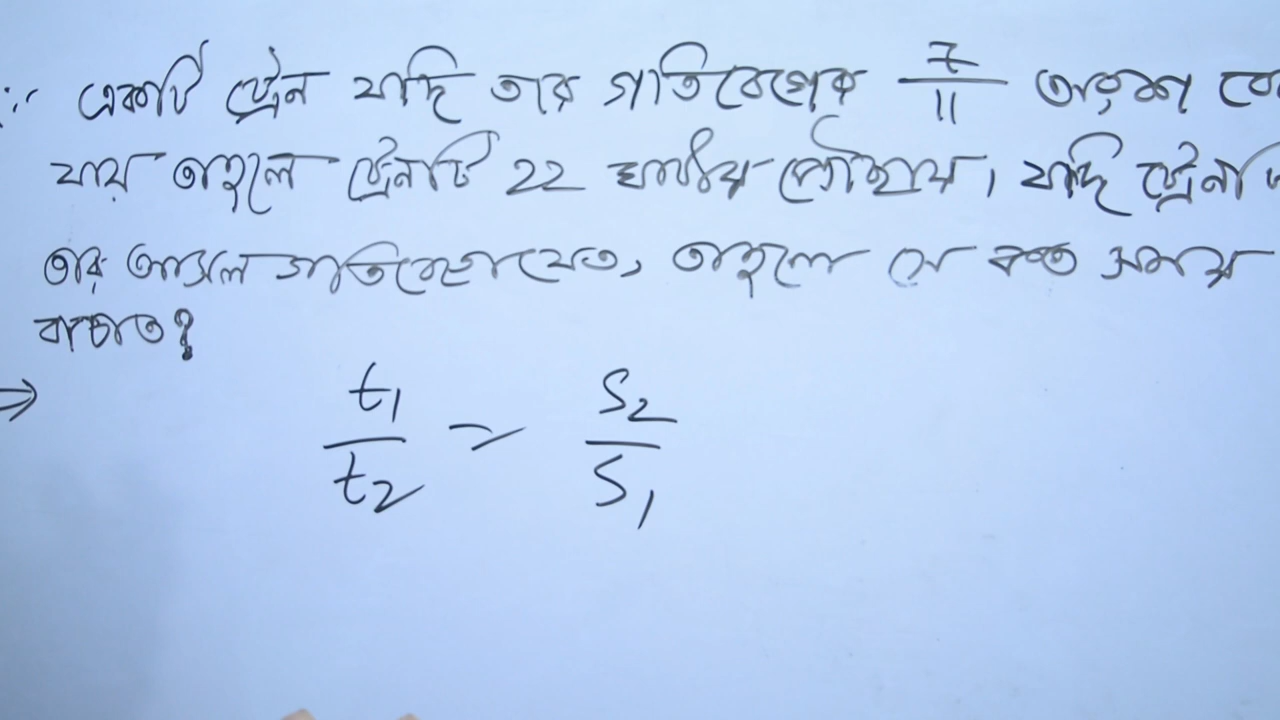 একটি ট্রেন যদি তার গতিবেগের 7/11 তাংশ
যায় তাহলে ট্রেনটি 22 ঘণ্টায় পৌছায়, যদি ট্রেনটি
তার আসল গতিবেগে যেত, তাহলে সে কত সময়
বাচাত?
⇒ t₁/t₂ = S₂/S₁